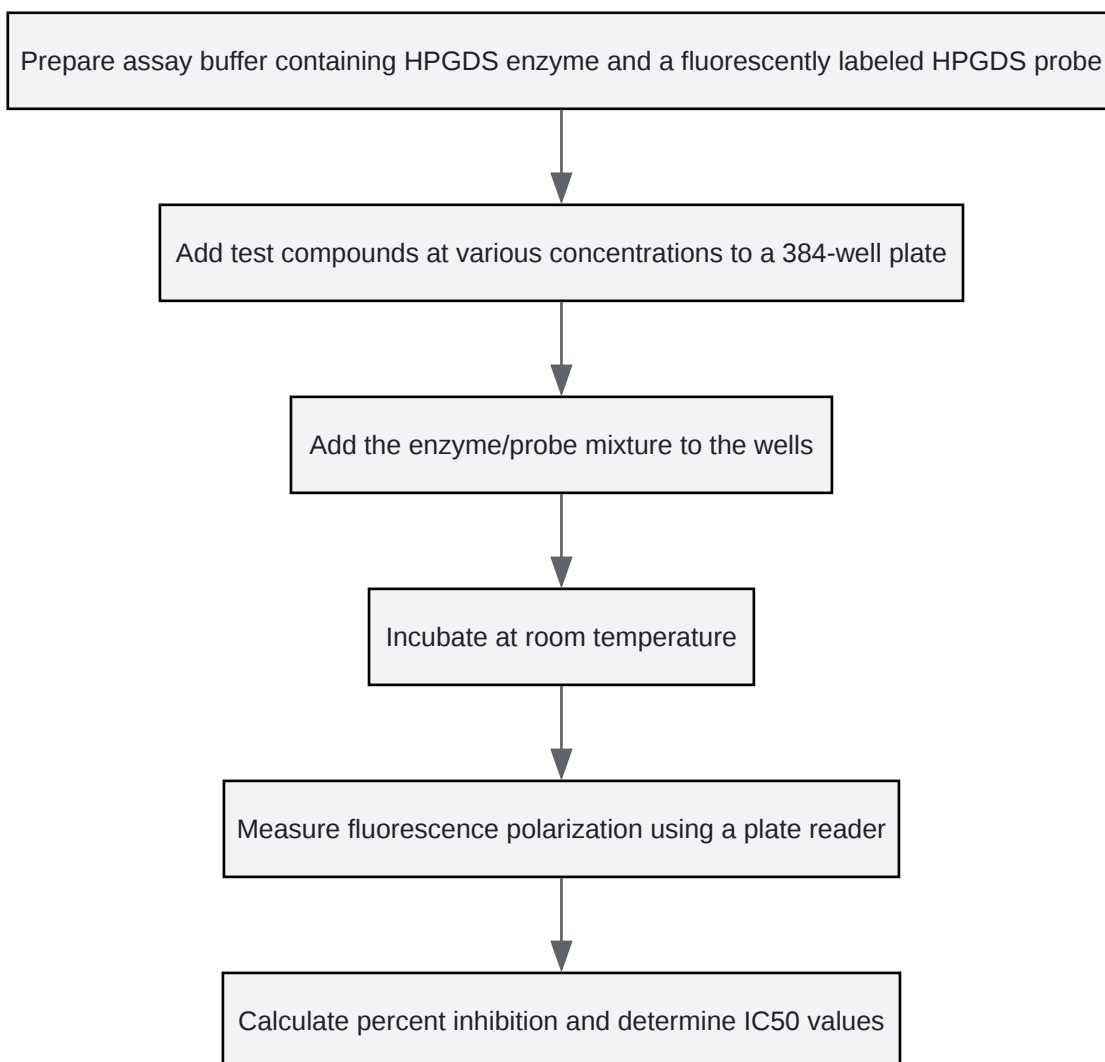 Prepare assay buffer containing HPGDS enzyme and a fluorescently labeled HPGDS probe
Add test compounds at various concentrations to a 384-well plate
Add the enzyme/probe mixture to the wells
Incubate at room temperature
Measure fluorescence polarization using a plate reader
Calculate percent inhibition and determine IC50 values